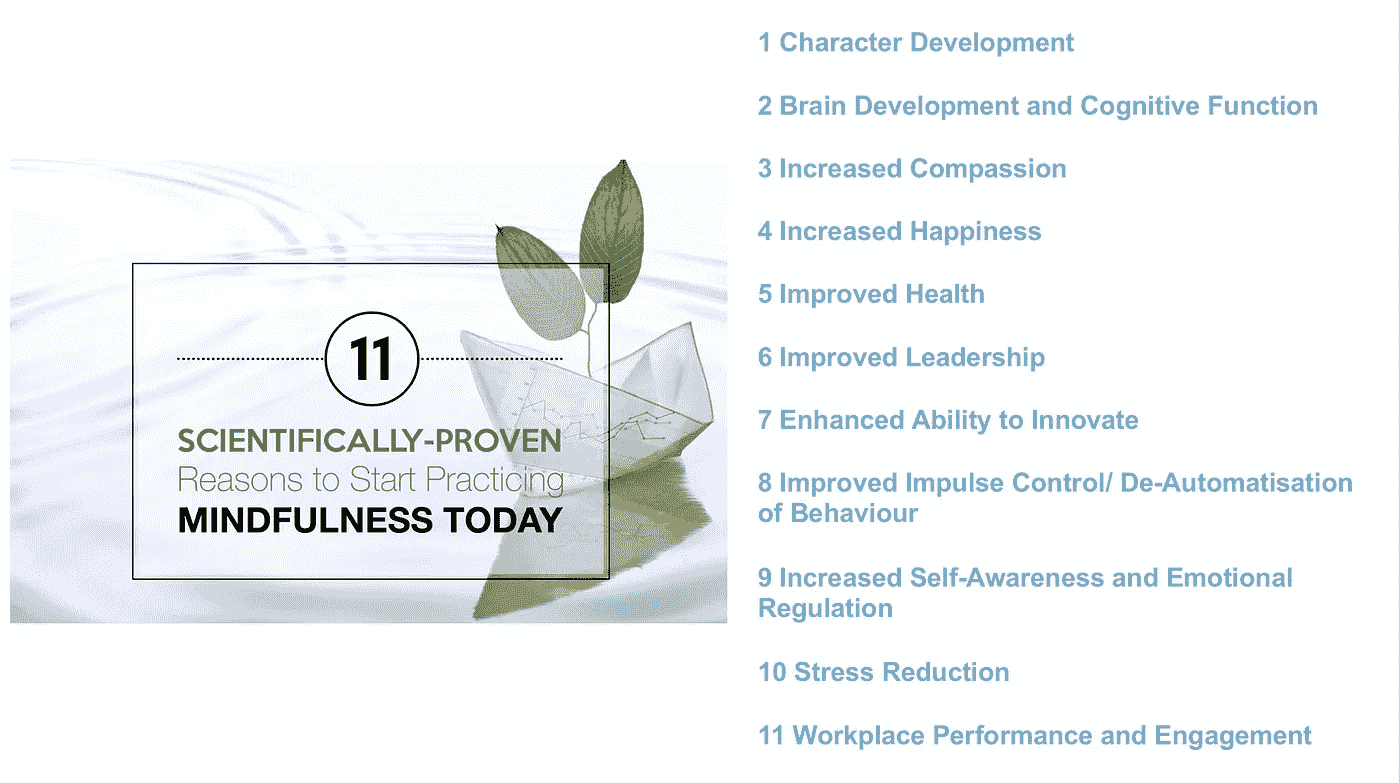 11
SCIENTIFICALLY-PROVEN
Reasons to Start Practicing
MINDFULNESS TODAY
1 Character Development
2 Brain Development and Cognitive Function
3 Increased Compassion
4 Increased Happiness
5 Improved Health
6 Improved Leadership
7 Enhanced Ability to Innovate
8 Improved Impulse Control/ De-Automatisation
of Behaviour
9 Increased Self-Awareness and Emotional
Regulation
10 Stress Reduction
11 Workplace Performance and Engagement